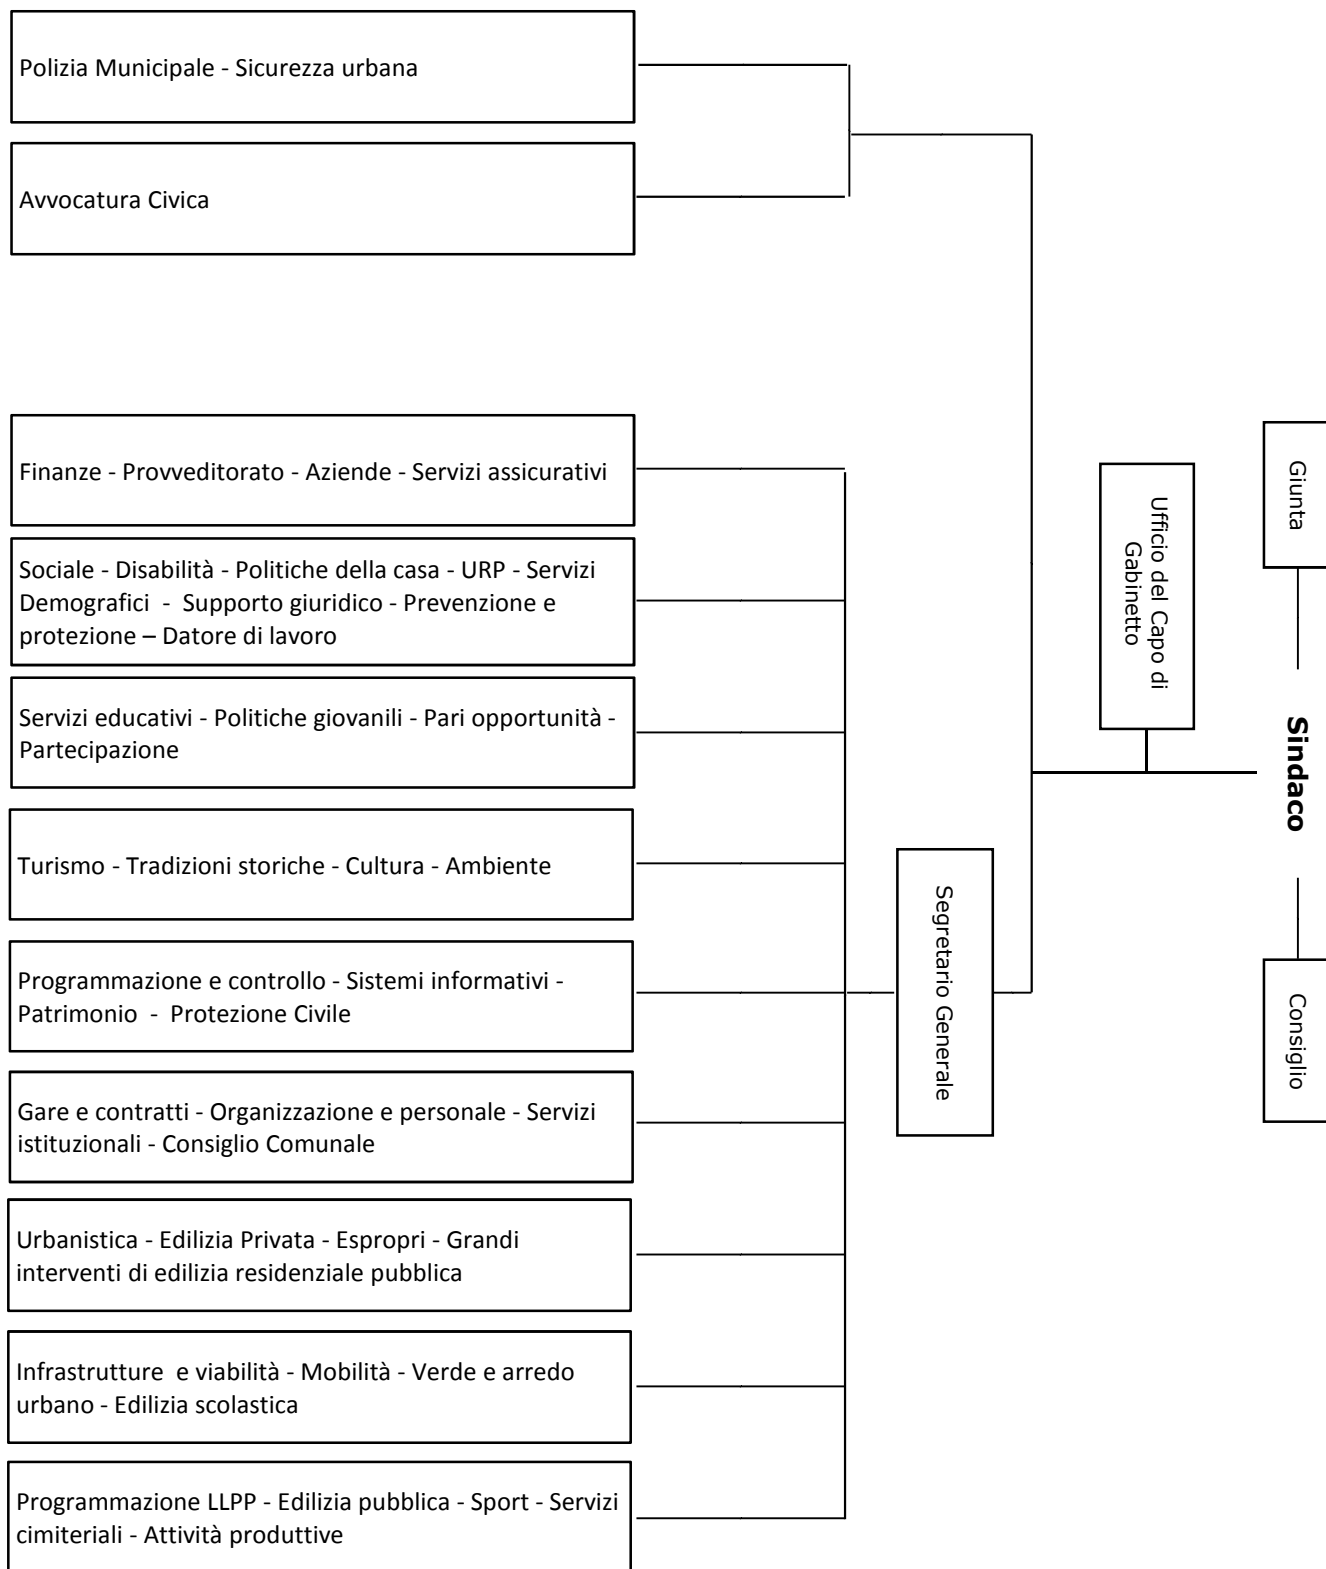 Polizia Municipale - Sicurezza urbana
Avvocatura Civica
Finanze - Provveditorato - Aziende - Servizi assicurativi
Sociale - Disabilità - Politiche della casa - URP - Servizi
Demografici  -  Supporto giuridico - Prevenzione e
protezione – Datore di lavoro
Servizi educativi - Politiche giovanili - Pari opportunità -
Partecipazione
Turismo - Tradizioni storiche - Cultura - Ambiente
Programmazione e controllo - Sistemi informativi -
Patrimonio  -  Protezione Civile
Gare e contratti - Organizzazione e personale - Servizi
istituzionali - Consiglio Comunale
Urbanistica - Edilizia Privata - Espropri - Grandi
interventi di edilizia residenziale pubblica
Infrastrutture  e viabilità - Mobilità - Verde e arredo
urbano - Edilizia scolastica
Programmazione LLPP - Edilizia pubblica - Sport - Servizi
cimiteriali - Attività produttive
Segretario Generale
Ufficio del Capo di
Gabinetto
Giunta
Sindaco
Consiglio